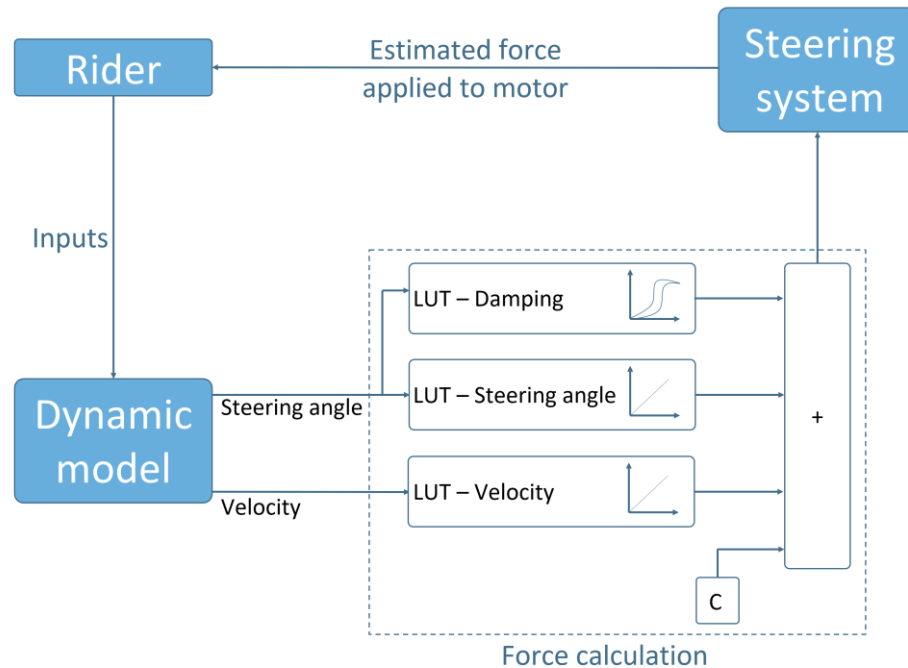 Rider
Estimated force
applied to motor
Steering
system
Inputs
LUT – Damping
LUT – Steering angle
LUT – Velocity
+
C
Dynamic
model
Steering angle
Velocity
Force calculation